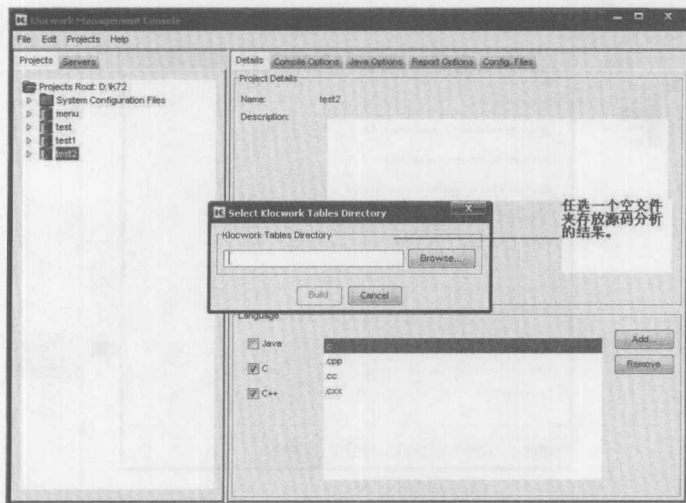 Klocwork Management Console
File Edit Projects Help
Projects Servers
Projects Root: D:\K72
System Configuration Files
menu
test
test1
test2
Details Compile Options Java Options Report Options Config. Files
Project Details
Name: test2
Description:
Select Klocwork Tables Directory
Klocwork Tables Directory
Browse...
Build Cancel
任选一个空文件
夹存放源码分析
的结果。
Language
Java
C
C++
.c
.cpp
.cc
.cxx
Add...
Remove